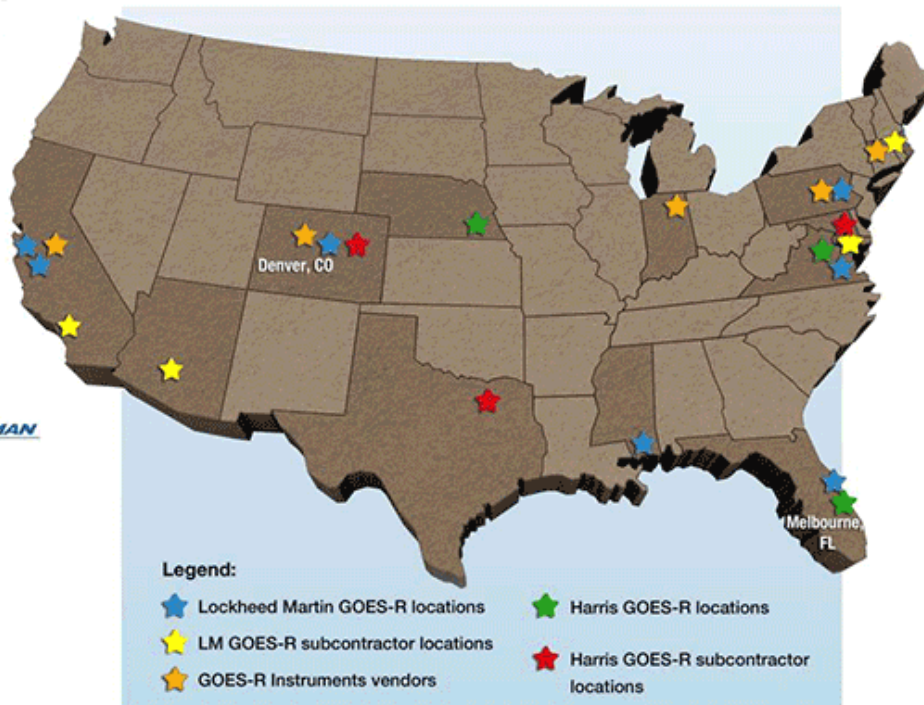 Denver, CO
MAN
Melbourne,
FL
Legend:
Lockheed Martin GOES-R locations
LM GOES-R subcontractor locations
GOES-R Instruments vendors
Harris GOES-R locations
Harris GOES-R subcontractor
locations